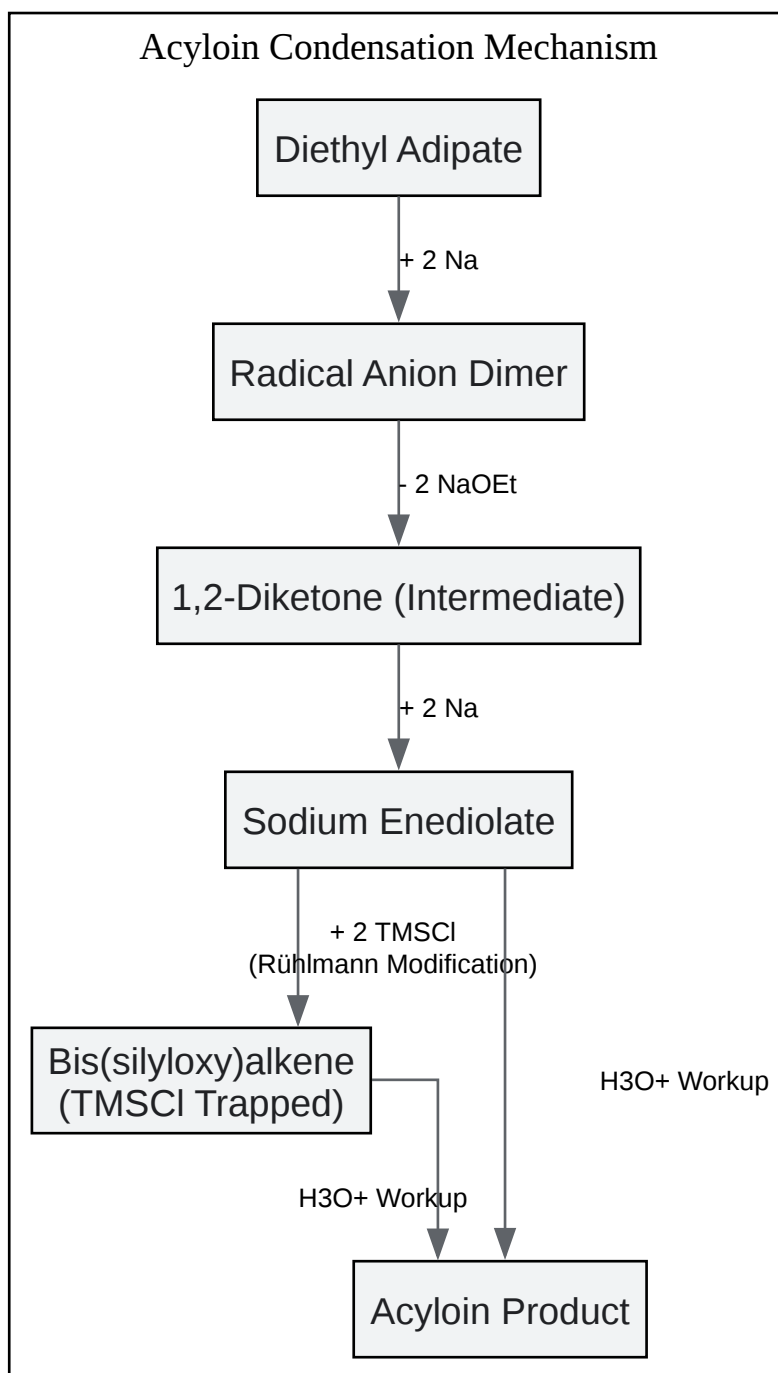 Acyloin Condensation Mechanism
Diethyl Adipate
+ 2 Na
Radical Anion Dimer
- 2 NaOEt
1,2-Diketone (Intermediate)
+ 2 Na
Sodium Enediolate
+ 2 TMSCl
(Rühlmann Modification)
Bis(silyloxy)alkene
(TMSCl Trapped)
H3O+ Workup
H3O+ Workup
Acyloin Product